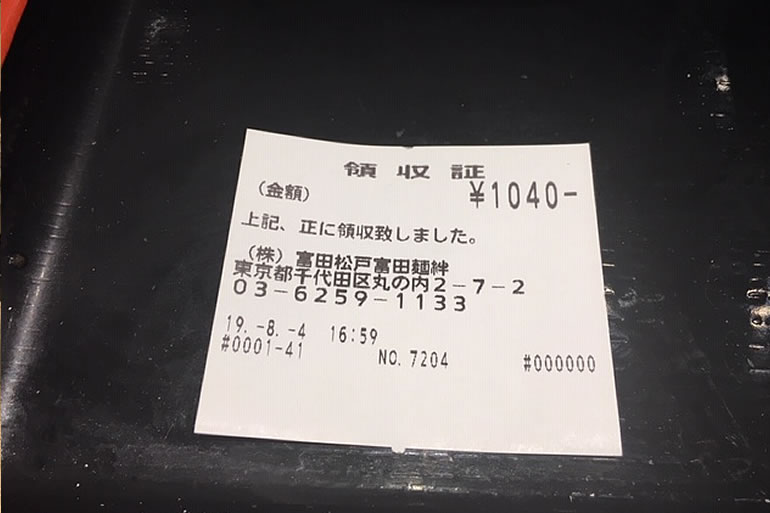 領収証
(金額) ¥1040-
上記、正に領収致しました。
(株) 富田松戸富田麺絆
東京都千代田区丸の内2-7-2
03-6259-1133
19.-8.-4 16:59
#0001-41 NO.7204 #000000